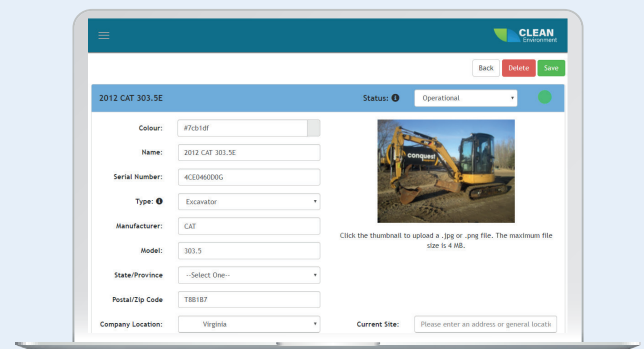 CLEAN
Environment
Back Delete Save
2012 CAT 303.5E Status: Operational
Colour: #7cb1df
Name: 2012 CAT 303.5E
Serial Number: 4CE0460D0G
Type: Excavator
Manufacturer: CAT
Model: 303.5
State/Province --Select One--
Postal/Zip Code T8B1B7
Company Location: Virginia
conquest
Click the thumbnail to upload a .jpg or .png file. The maximum file
size is 4 MB.
Current Site: Please enter an address or general locati